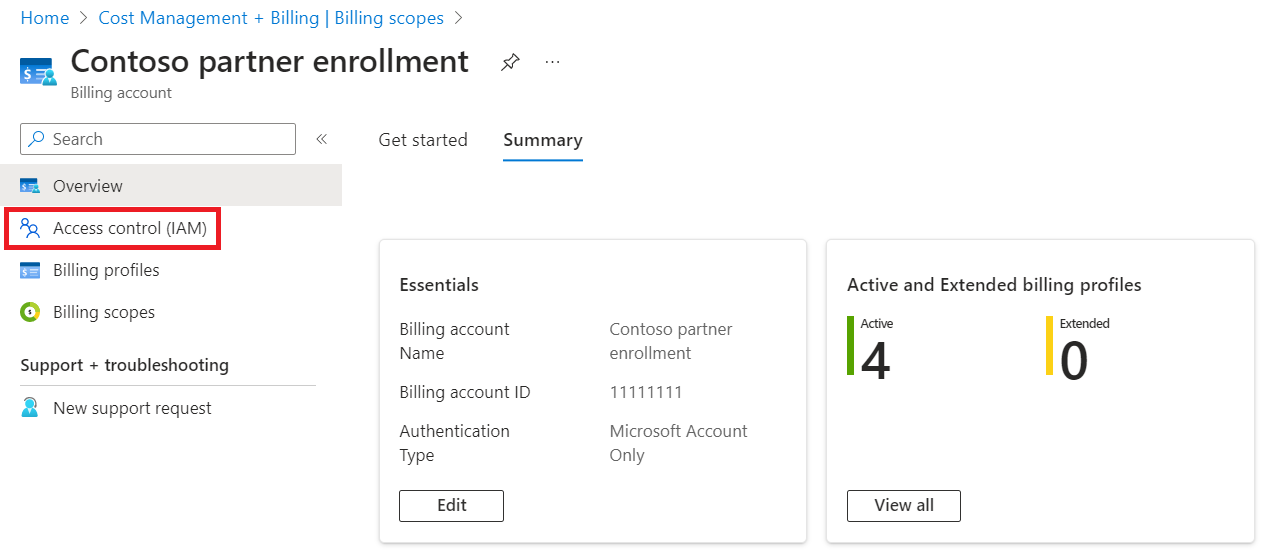 Home > Cost Management + Billing | Billing scopes >
Contoso partner enrollment ...
Billing account
Search «
Get started Summary
Overview
Access control (IAM)
Billing profiles
Billing scopes
Support + troubleshooting
New support request
Essentials
Billing account Contoso partner
Name enrollment
Billing account ID 11111111
Authentication Microsoft Account
Type Only
Edit
Active and Extended billing profiles
Active Extended
4 0
View all